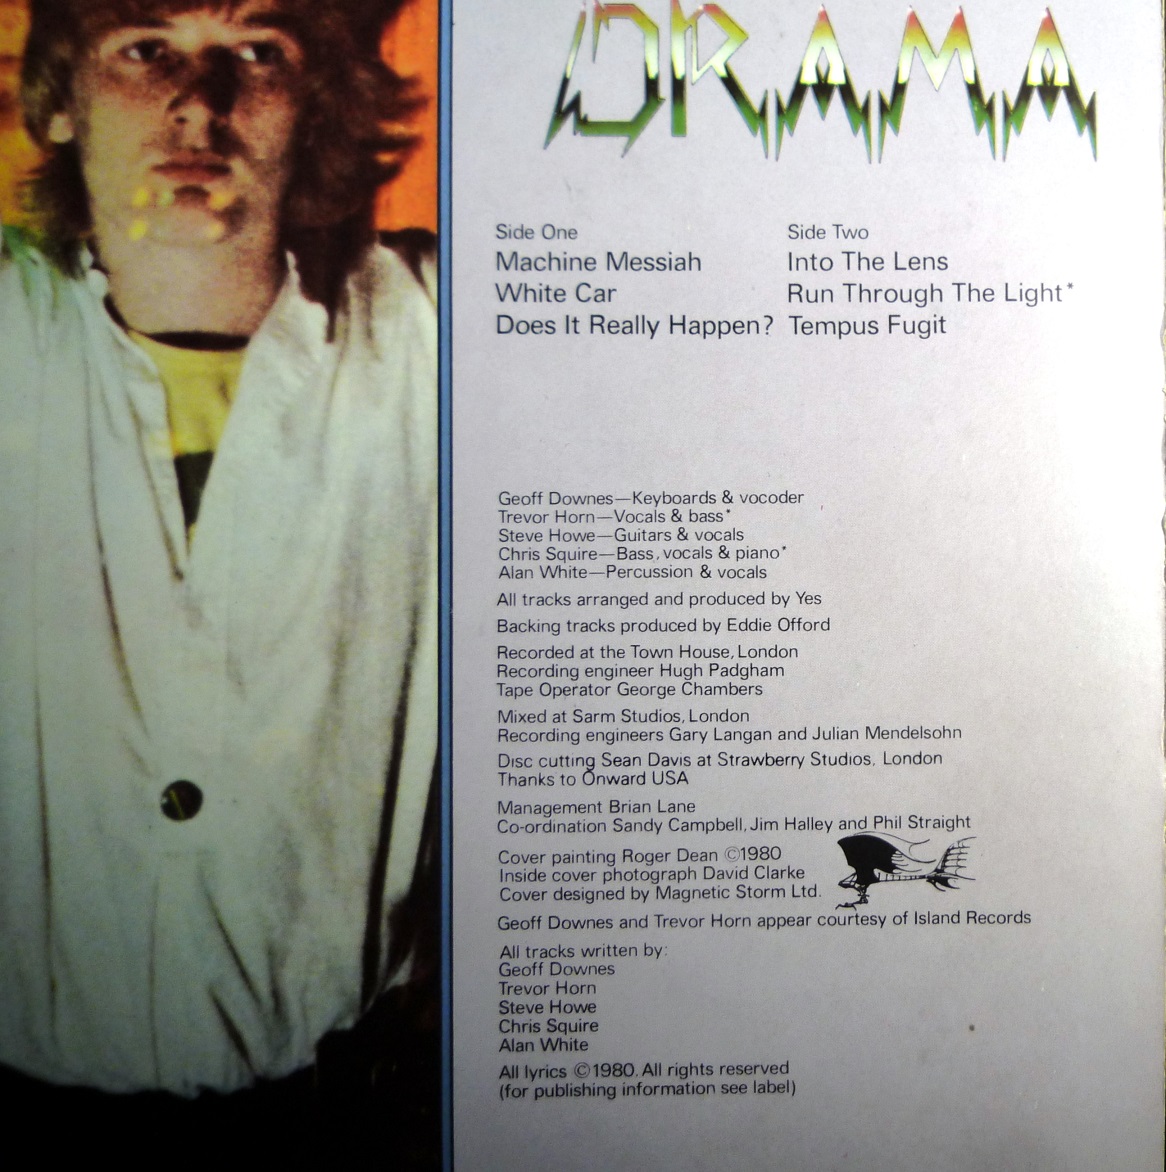 DRAMA
Side One
Machine Messiah
White Car
Does It Really Happen?
Side Two
Into The Lens
Run Through The Light*
Tempus Fugit
Geoff Downes—Keyboards & vocoder
Trevor Horn—Vocals & bass*
Steve Howe—Guitars & vocals
Chris Squire—Bass, vocals & piano*
Alan White—Percussion & vocals
All tracks arranged and produced by Yes
Backing tracks produced by Eddie Offord
Recorded at the Town House, London
Recording engineer Hugh Padgham
Tape Operator George Chambers
Mixed at Sarm Studios, London
Recording engineers Gary Langan and Julian Mendelsohn
Disc cutting Sean Davis at Strawberry Studios. London
Thanks to Onward USA
Management Brian Lane
Co-ordination Sandy Campbell, Jim Halley and Phil Straight
Cover painting Roger Dean ©1980
Inside cover photograph David Clarke
Cover designed by Magnetic Storm Ltd.
Geoff Downes and Trevor Horn appear courtesy of Island Records
All tracks written by:
Geoff Downes
Trevor Horn
Steve Howe
Chris Squire
Alan White
All lyrics ©1980. All rights reserved
(for publishing information see label)